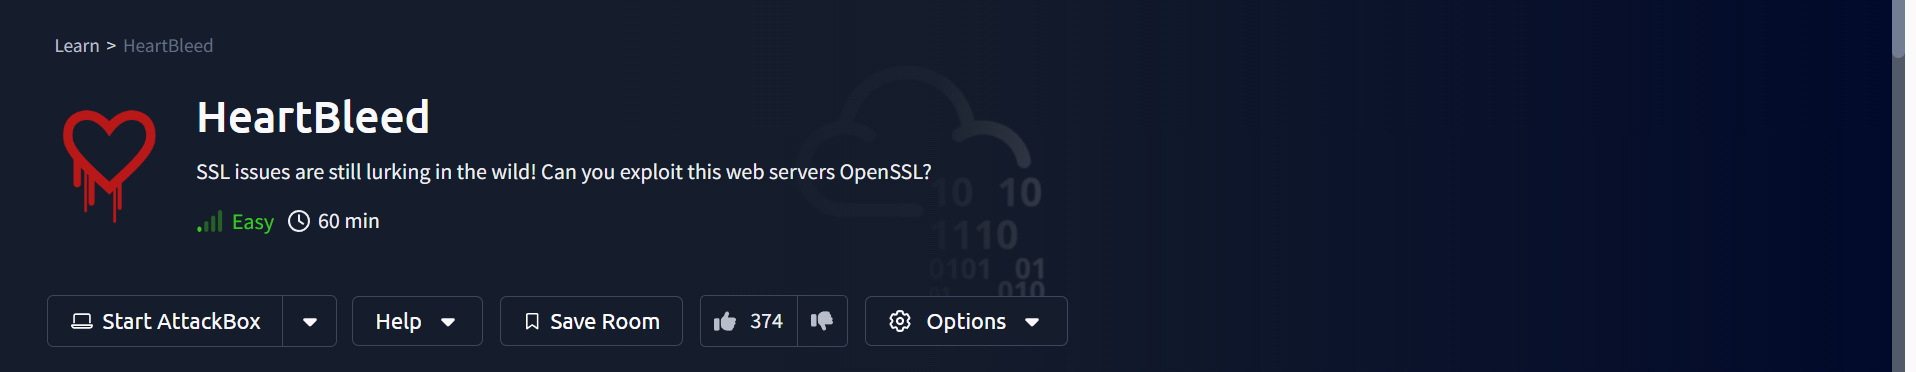 Learn > HeartBleed
HeartBleed
SSL issues are still lurking in the wild! Can you exploit this web servers OpenSSL?
Easy 60 min
10 10
1110
0101 01
01 010
Start AttackBox Help Save Room 374 Options